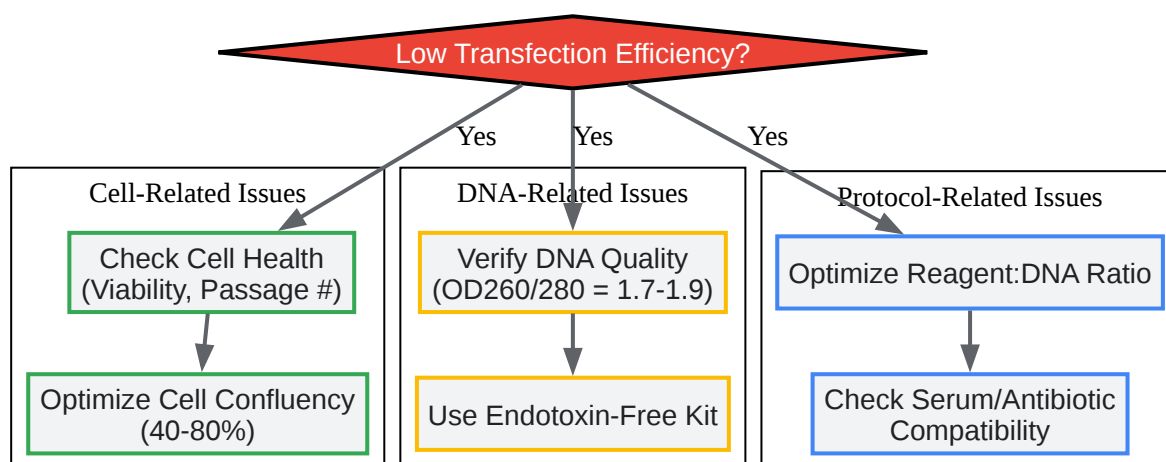 Low Transfection Efficiency?
Yes
Yes
Yes
Cell-Related Issues
Check Cell Health
(Viability, Passage #)
Optimize Cell Confluency
(40-80%)
DNA-Related Issues
Verify DNA Quality
(OD260/280 = 1.7-1.9)
Use Endotoxin-Free Kit
Protocol-Related Issues
Optimize Reagent:DNA Ratio
Check Serum/Antibiotic
Compatibility